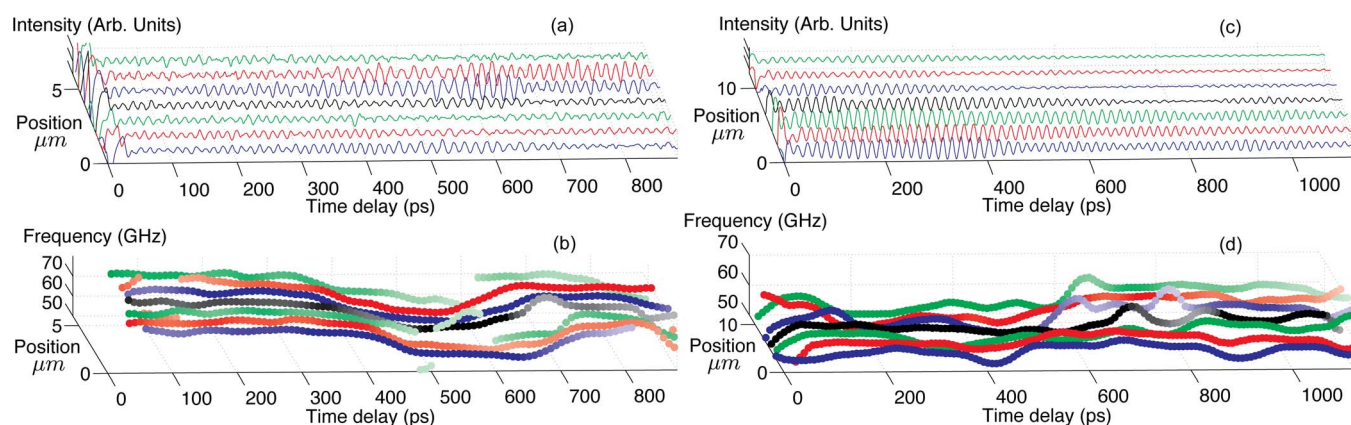 Intensity (Arb. Units)
(a)
5
Position
μm
0
0 100 200 300 400 500 600 700 800
Time delay (ps)
Frequency (GHz)
(b)
70
60
50
5
Position
μm
0
0 100 200 300 400 500 600 700 800
Time delay (ps)
Intensity (Arb. Units)
(c)
10
Position
μm
0
0 200 400 600 800 1000
Time delay (ps)
Frequency (GHz)
70
(d)
60
50
10
Position
μm
0
0 200 400 600 800 1000
Time delay (ps)